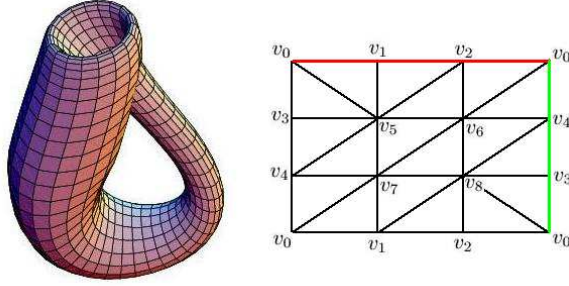 v₀ v₁ v₂ v₀
v₃ v₅ v₆ v₄
v₄ v₇ v₈ v₃
v₀ v₁ v₂ v₀